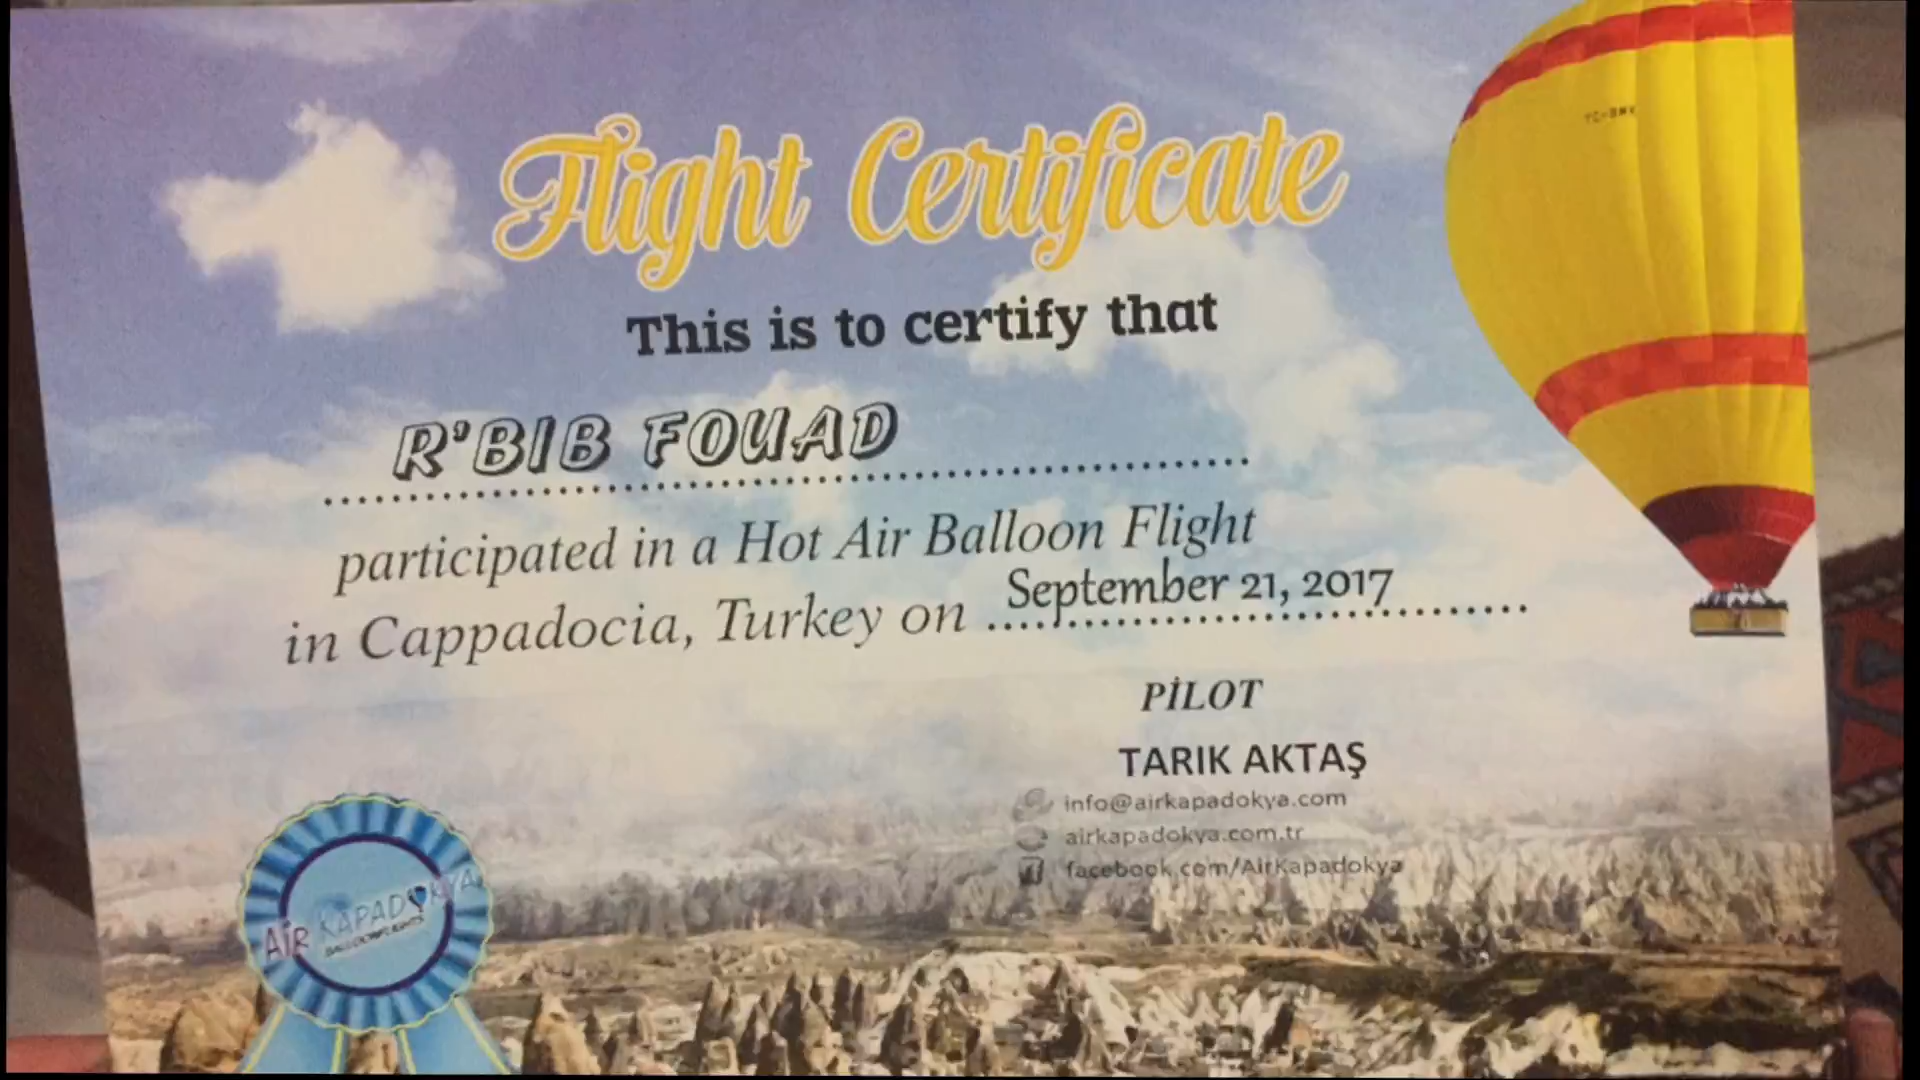 Flight Certificate
This is to certify that
R'BIB FOUAD
participated in a Hot Air Balloon Flight
in Cappadocia, Turkey on September 21, 2017
PİLOT
TARIK AKTAŞ
info@airkapadokya.com
airkapadokya.com.tr
facebook.com/AirKapadokya
AİR KAPADOKYA